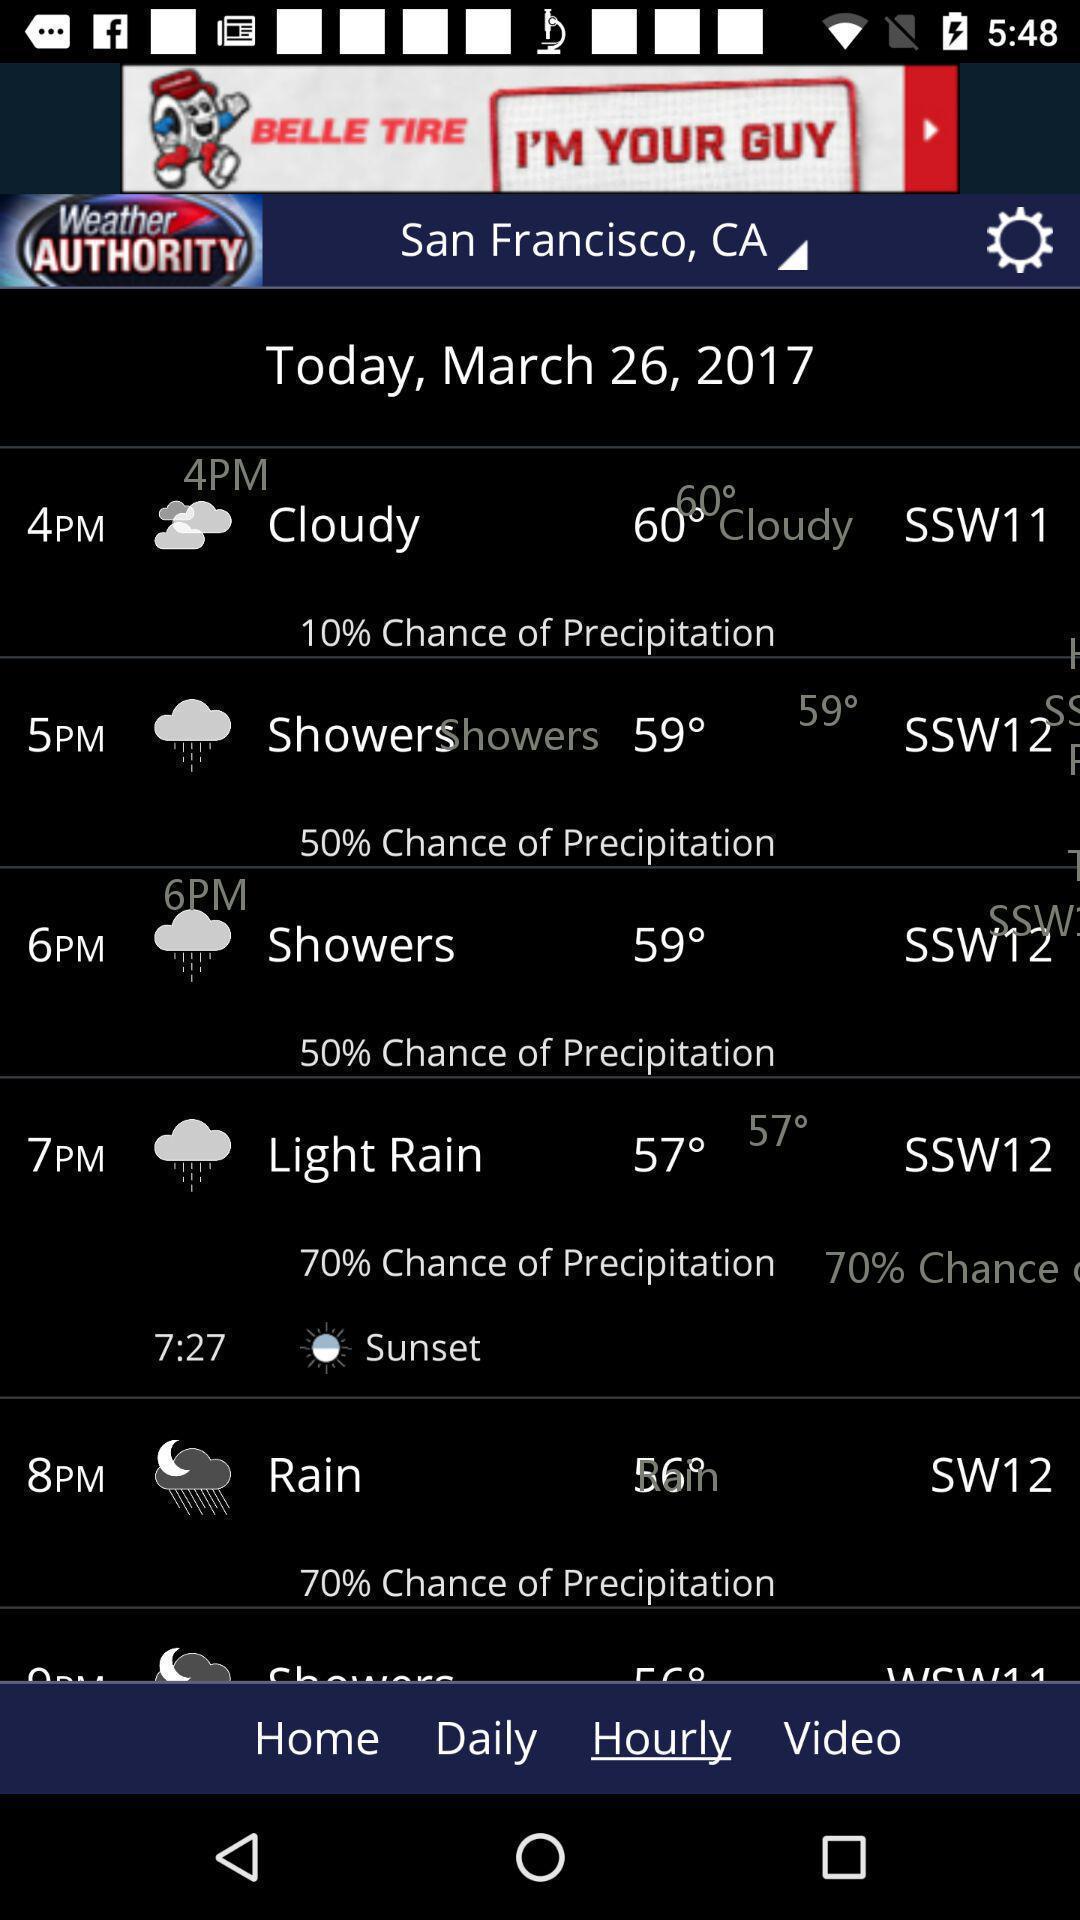 5:48
BELLE TIRE I'M YOUR GUY
Weather AUTHORITY
San Francisco, CA
Today, March 26, 2017
4PM
60°
4PM Cloudy 60° Cloudy SSW11
10% Chance of Precipitation
59°
5PM Showers Showers 59° SSW12
50% Chance of Precipitation
6PM
6PM Showers 59° SSW12
50% Chance of Precipitation
57°
7PM Light Rain 57° SSW12
70% Chance of Precipitation 70% Chance
7:27 Sunset
8PM Rain 56° Rain SW12
70% Chance of Precipitation
9PM Showers 56° WSW11
Home Daily Hourly Video